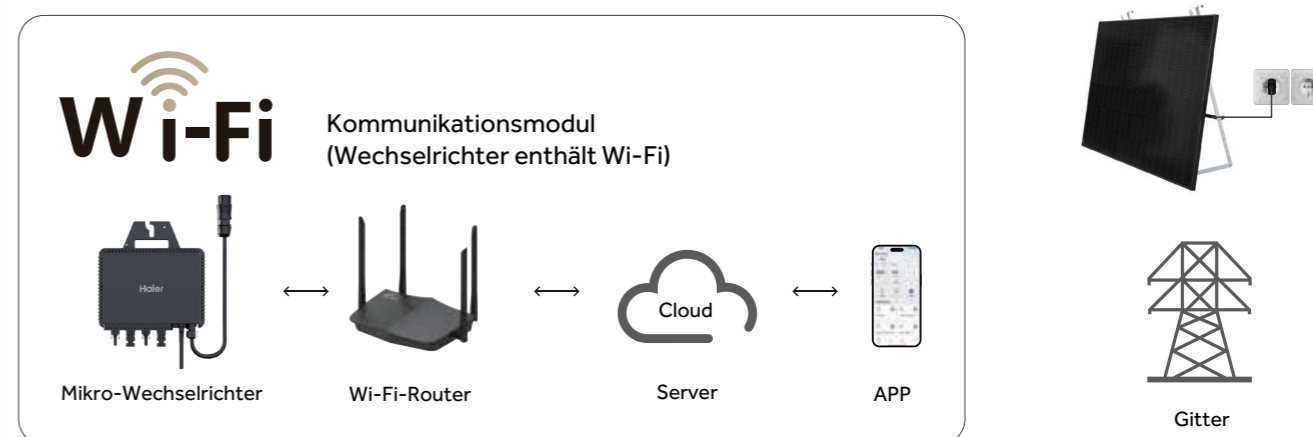 Wi-Fi
Kommunikationsmodul
(Wechselrichter enthält Wi-Fi)
Haier
Cloud
Mikro-Wechselrichter
Wi-Fi-Router
Server
APP
Gitter